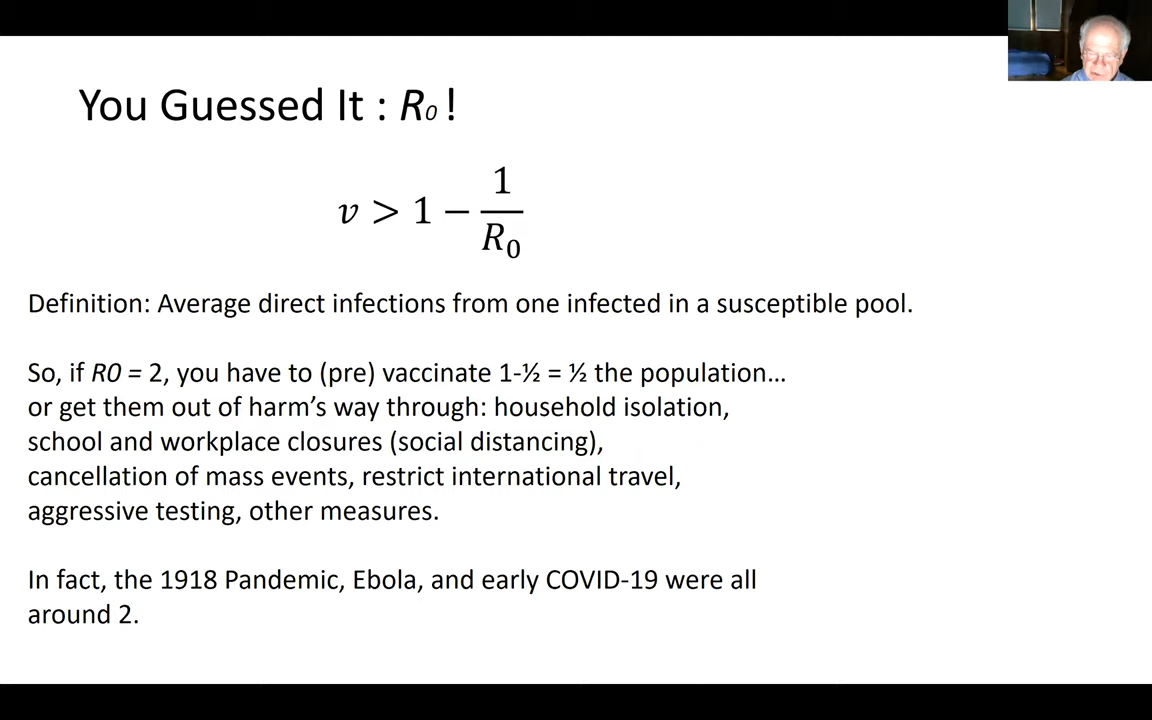 You Guessed It : R₀ !
v > 1 − 1/R₀
Definition: Average direct infections from one infected in a susceptible pool.
So, if R0 = 2, you have to (pre) vaccinate 1-½ = ½ the population…
or get them out of harm’s way through: household isolation,
school and workplace closures (social distancing),
cancellation of mass events, restrict international travel,
aggressive testing, other measures.
In fact, the 1918 Pandemic, Ebola, and early COVID-19 were all
around 2.